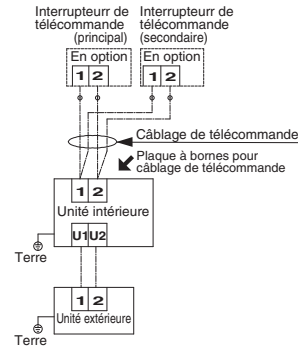 Interrupteur de
télécommande
(principal)
Interrupteur de
télécommande
(secondaire)
En option
1 2
En option
1 2
Câblage de télécommande
Plaque à bornes pour
câblage de télécommande
1 2
Unité intérieure
U1 U2
Terre
1 2
Unité extérieure
Terre